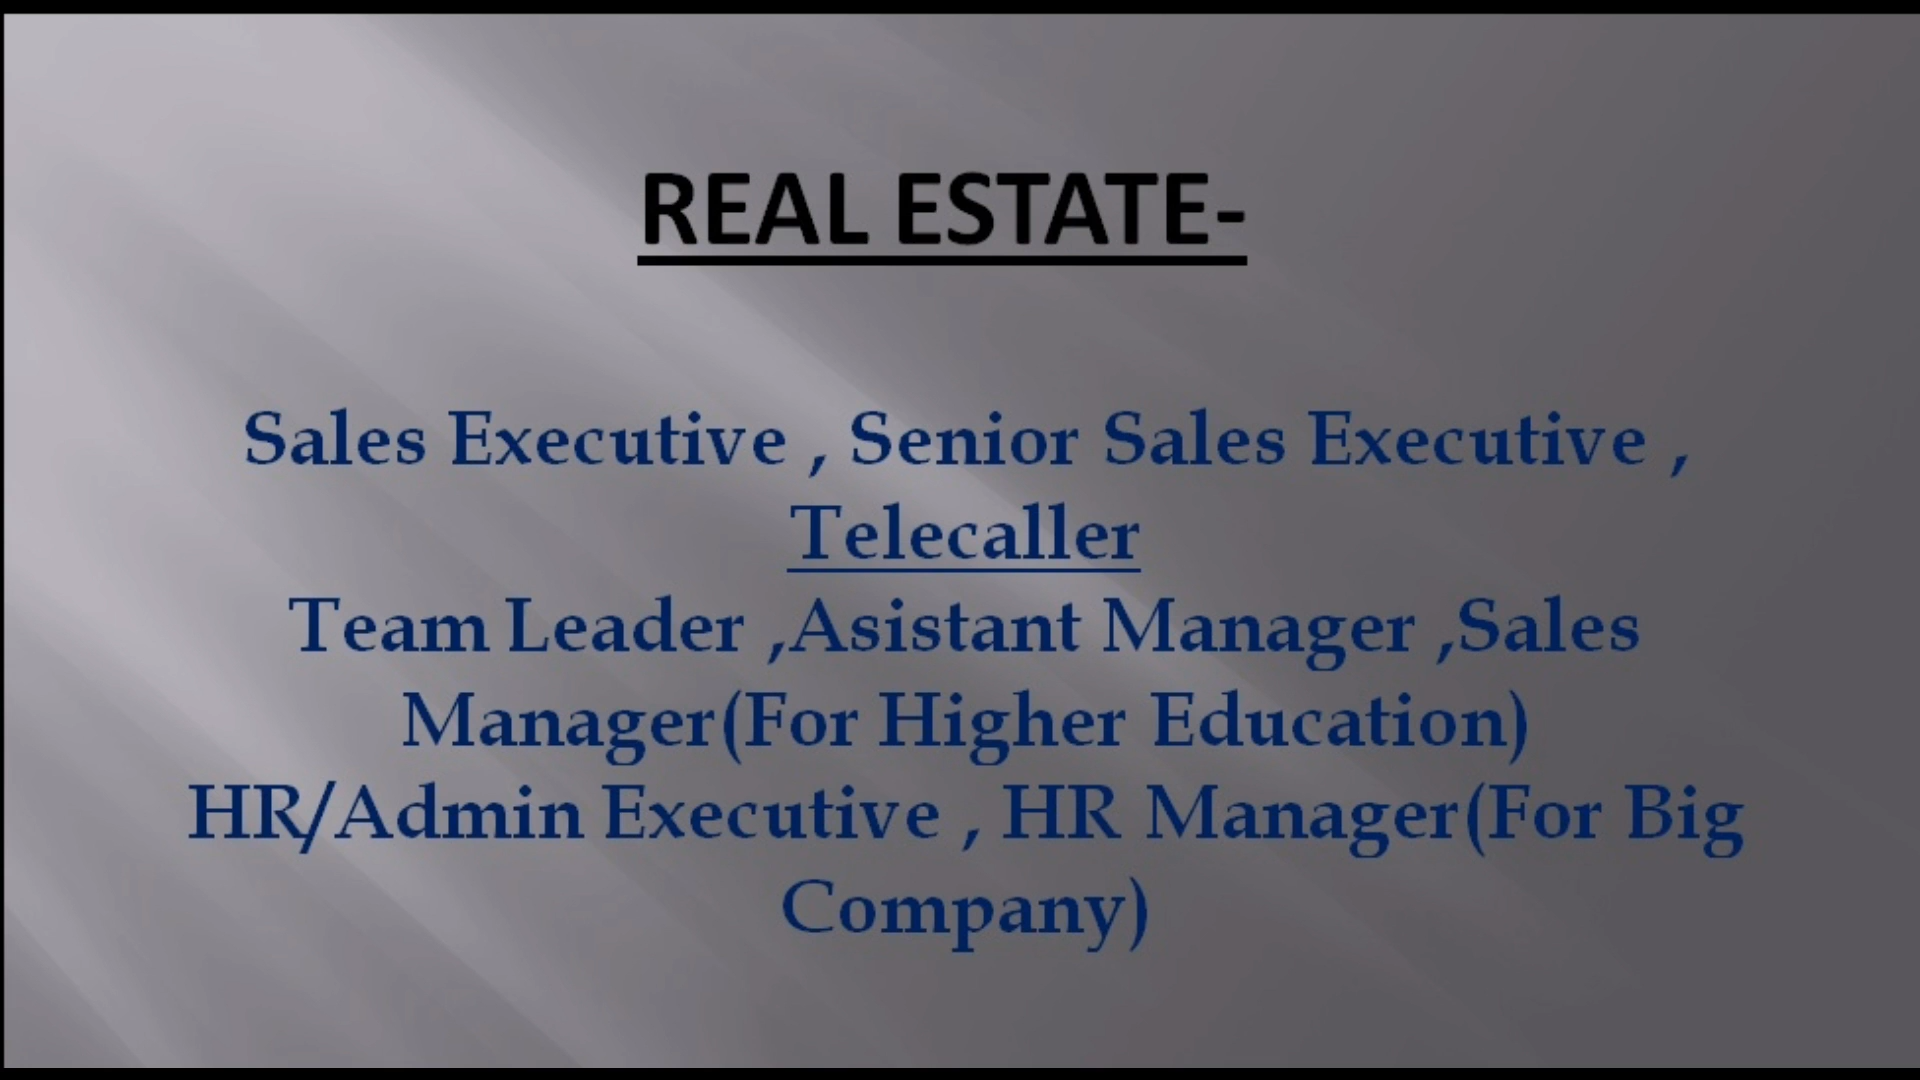 REAL ESTATE-
Sales Executive , Senior Sales Executive ,
Telecaller
Team Leader ,Asistant Manager ,Sales
Manager(For Higher Education)
HR/Admin Executive , HR Manager(For Big
Company)